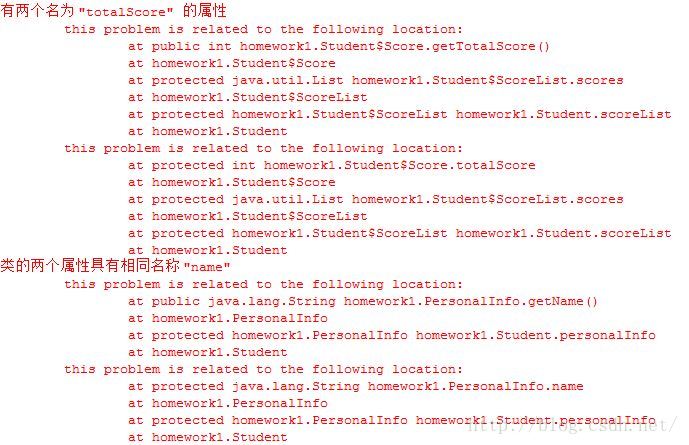 有两个名为"totalScore" 的属性
this problem is related to the following location:
at public int homework1.Student$Score.getTotalScore()
at homework1.Student$Score
at protected java.util.List homework1.Student$ScoreList.scores
at homework1.Student$ScoreList
at protected homework1.Student$ScoreList homework1.Student.scoreList
at homework1.Student
this problem is related to the following location:
at protected int homework1.Student$Score.totalScore
at homework1.Student$Score
at protected java.util.List homework1.Student$ScoreList.scores
at homework1.Student$ScoreList
at protected homework1.Student$ScoreList homework1.Student.scoreList
at homework1.Student
类的两个属性具有相同名称"name"
this problem is related to the following location:
at public java.lang.String homework1.PersonalInfo.getName()
at homework1.PersonalInfo
at protected homework1.PersonalInfo homework1.Student.personalInfo
at homework1.Student
this problem is related to the following location:
at protected java.lang.String homework1.PersonalInfo.name
at homework1.PersonalInfo
at protected homework1.PersonalInfo homework1.Student.personalInfo
at homework1.Student
http://blog.csdn.net/